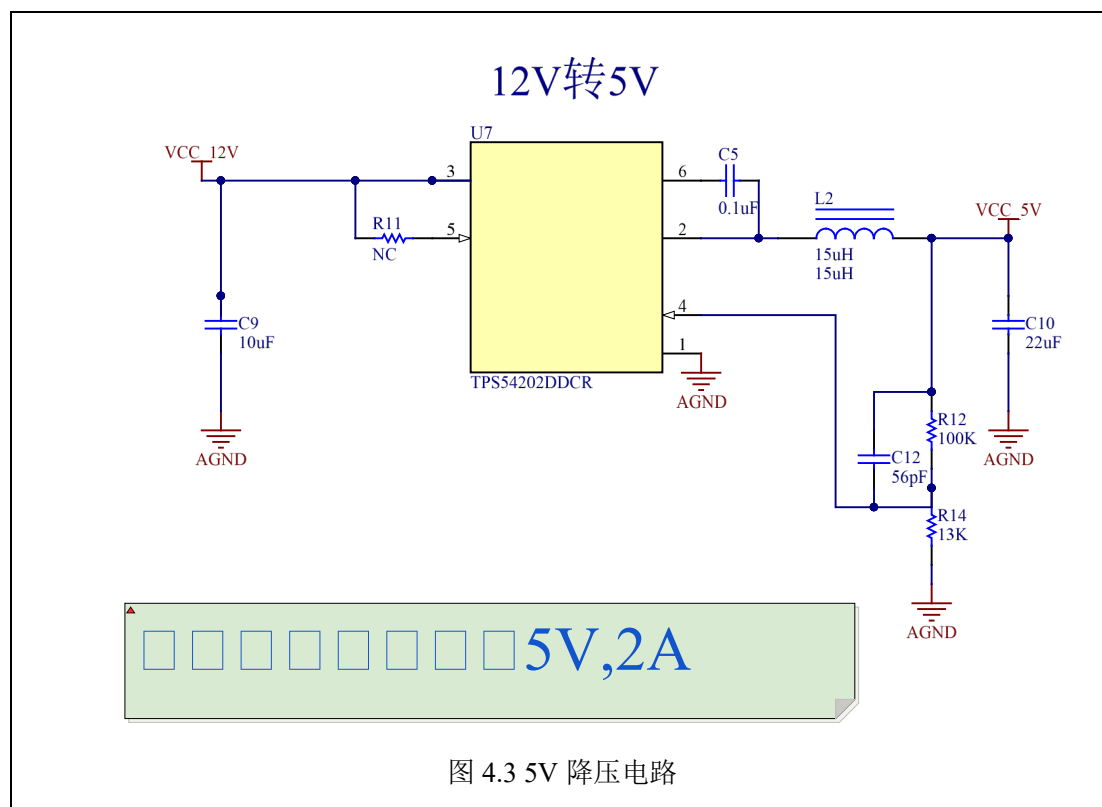 12V转5V
U7
VCC_12V
3
6
C5
0.1uF
R11
NC
5
2
L2
15uH
15uH
VCC_5V
C9
10uF
4
1
C10
22uF
TPS54202DDCR
AGND
AGND
AGND
R12
100K
C12
56pF
R14
13K
AGND
5V,2A
图 4.3 5V 降压电路